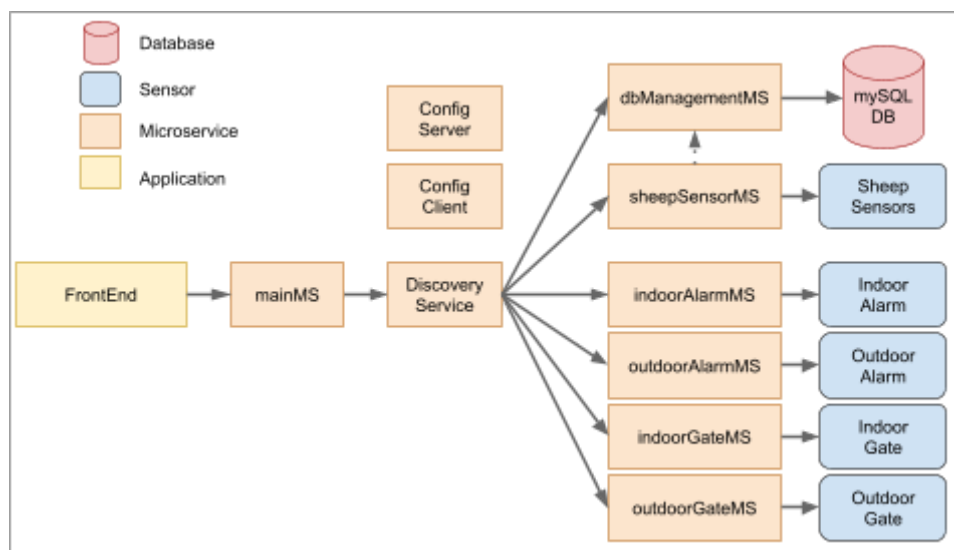 Database
Sensor
Microservice
Application
Config
Server
Config
Client
FrontEnd
mainMS
Discovery
Service
dbManagementMS
mySQL
DB
sheepSensorMS
Sheep
Sensors
indoorAlarmMS
Indoor
Alarm
outdoorAlarmMS
Outdoor
Alarm
indoorGateMS
Indoor
Gate
outdoorGateMS
Outdoor
Gate